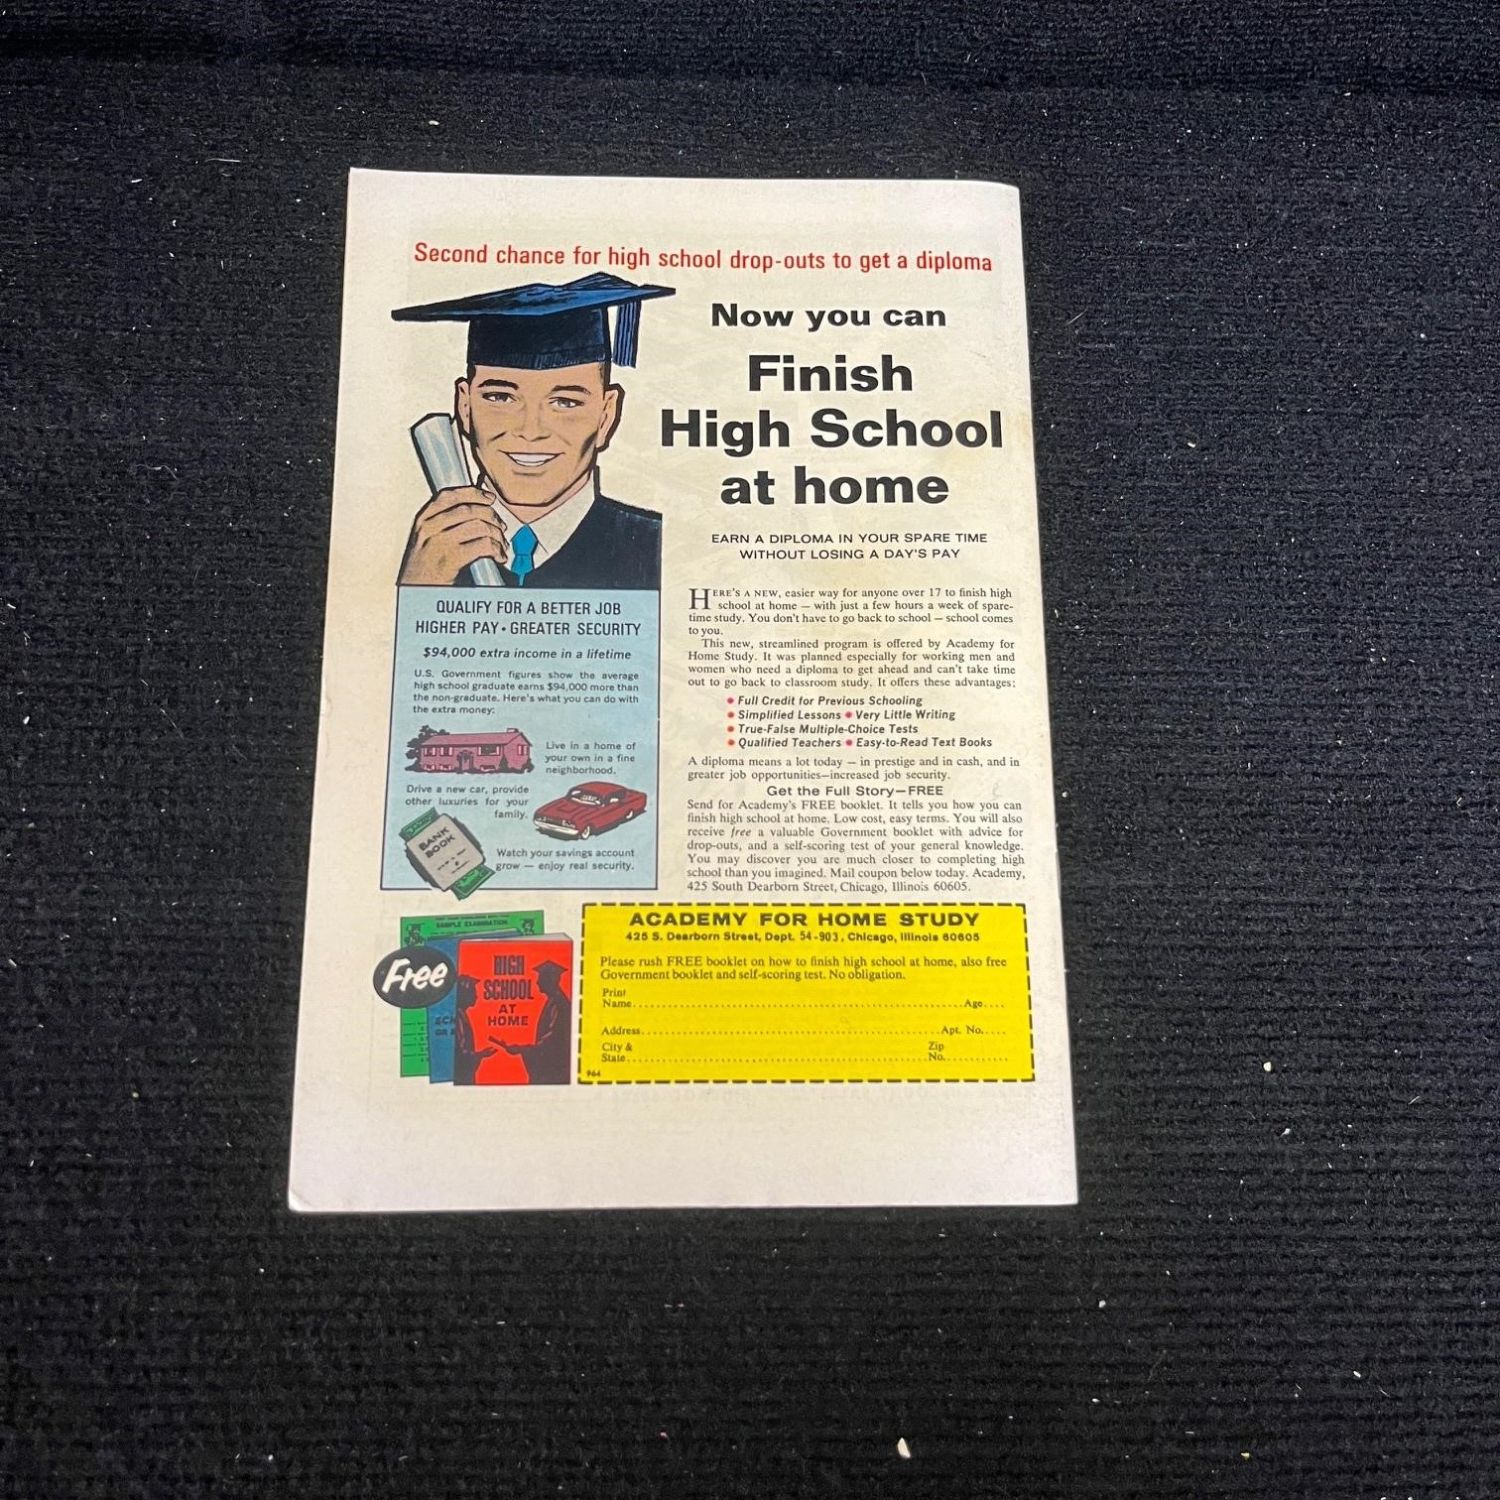 Second chance for high school drop-outs to get a diploma
Now you can
Finish
High School
at home
EARN A DIPLOMA IN YOUR SPARE TIME
WITHOUT LOSING A DAY'S PAY
HERE'S A NEW, easier way for anyone over 17 to finish high
school at home — with just a few hours a week of spare-
time study. You don't have to go back to school — school comes
to you.
This new, streamlined program is offered by Academy for
Home Study. It was planned especially for working men and
women who need a diploma to get ahead and can't take time
out to go back to classroom study. It offers these advantages:
• Full Credit for Previous Schooling
• Simplified Lessons • Very Little Writing
• True-False Multiple-Choice Tests
• Qualified Teachers • Easy-to-Read Text Books
A diploma means a lot today — in prestige and in cash, and in
greater job opportunities—increased job security.
Get the Full Story—FREE
Send for Academy's FREE booklet. It tells you how you can
finish high school at home. Low cost, easy terms. You will also
receive free a valuable Government booklet with advice for
drop-outs, and a self-scoring test of your general knowledge.
You may discover you are much closer to completing high
school than you imagined. Mail coupon below today. Academy,
425 South Dearborn Street, Chicago, Illinois 60605.
QUALIFY FOR A BETTER JOB
HIGHER PAY • GREATER SECURITY
$94,000 extra income in a lifetime
U.S. Government figures show the average
high school graduate earns $94,000 more than
the non-graduate. Here's what you can do with
the extra money:
Live in a home of
your own in a fine
neighborhood.
Drive a new car, provide
other luxuries for your
family.
BANK
BOOK
Watch your savings account
grow — enjoy real security.
SAMPLE EXAMINATION
Free
HIGH
SCHOOL
AT
HOME
ACADEMY FOR HOME STUDY
425 S. Dearborn Street, Dept. 54-903, Chicago, Illinois 60605
Please rush FREE booklet on how to finish high school at home, also free
Government booklet and self-scoring test. No obligation.
Print
Name Age
Address Apt. No.
City & Zip
State No.
964